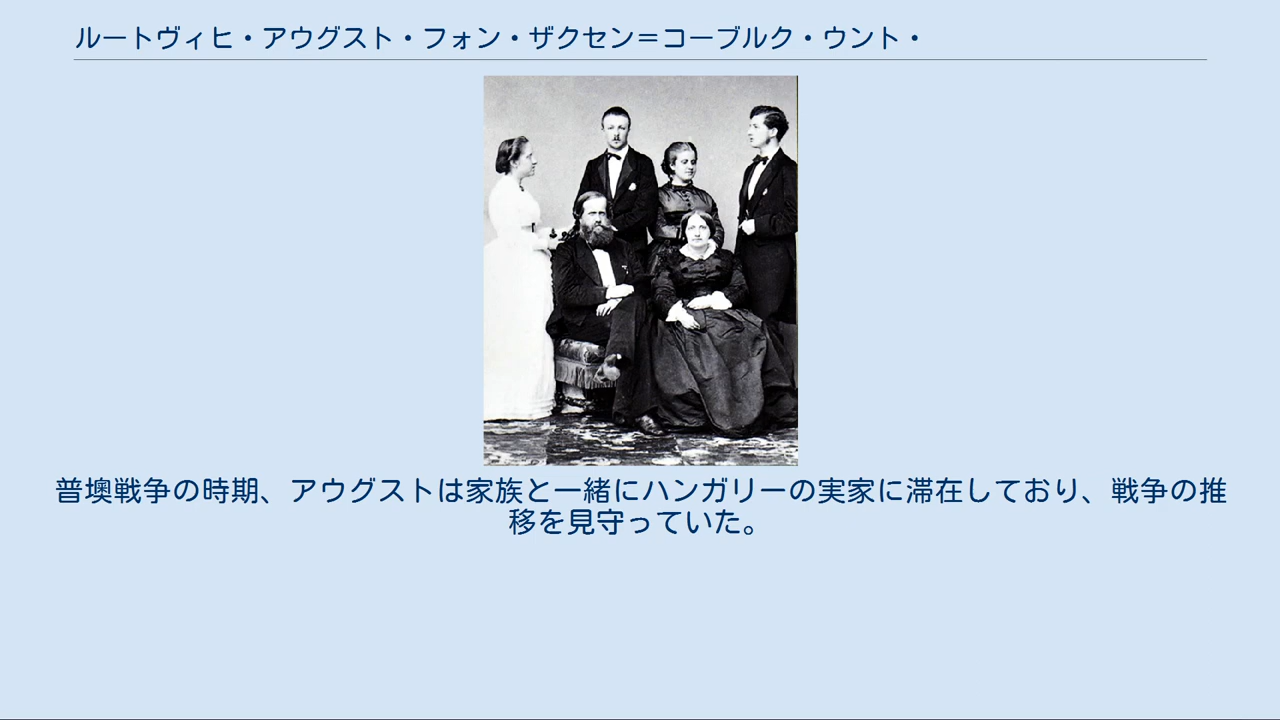 ルートヴィヒ・アウグスト・フォン・ザクセン＝コーブルク・ウント・
普墺戦争の時期、アウグストは家族と一緒にハンガリーの実家に滞在しており、戦争の推
移を見守っていた。